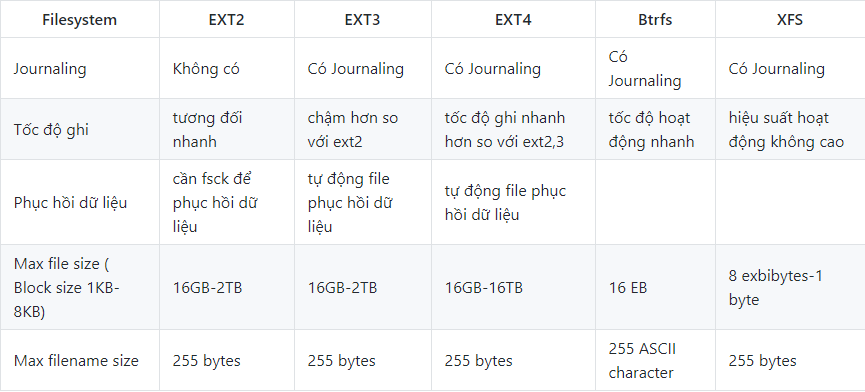 Filesystem EXT2 EXT3 EXT4 Btrfs XFS
Journaling Không có Có Journaling Có Journaling Có Journaling Có Journaling
Tốc độ ghi tương đối nhanh chậm hơn so với ext2 tốc độ ghi nhanh hơn so với ext2,3 tốc độ hoạt động nhanh hiệu suất hoạt động không cao
Phục hồi dữ liệu cần fsck để phục hồi dữ liệu tự động file phục hồi dữ liệu tự động file phục hồi dữ liệu
Max file size ( Block size 1KB-8KB) 16GB-2TB 16GB-2TB 16GB-16TB 16 EB 8 exbibytes-1 byte
Max filename size 255 bytes 255 bytes 255 bytes 255 ASCII character 255 bytes